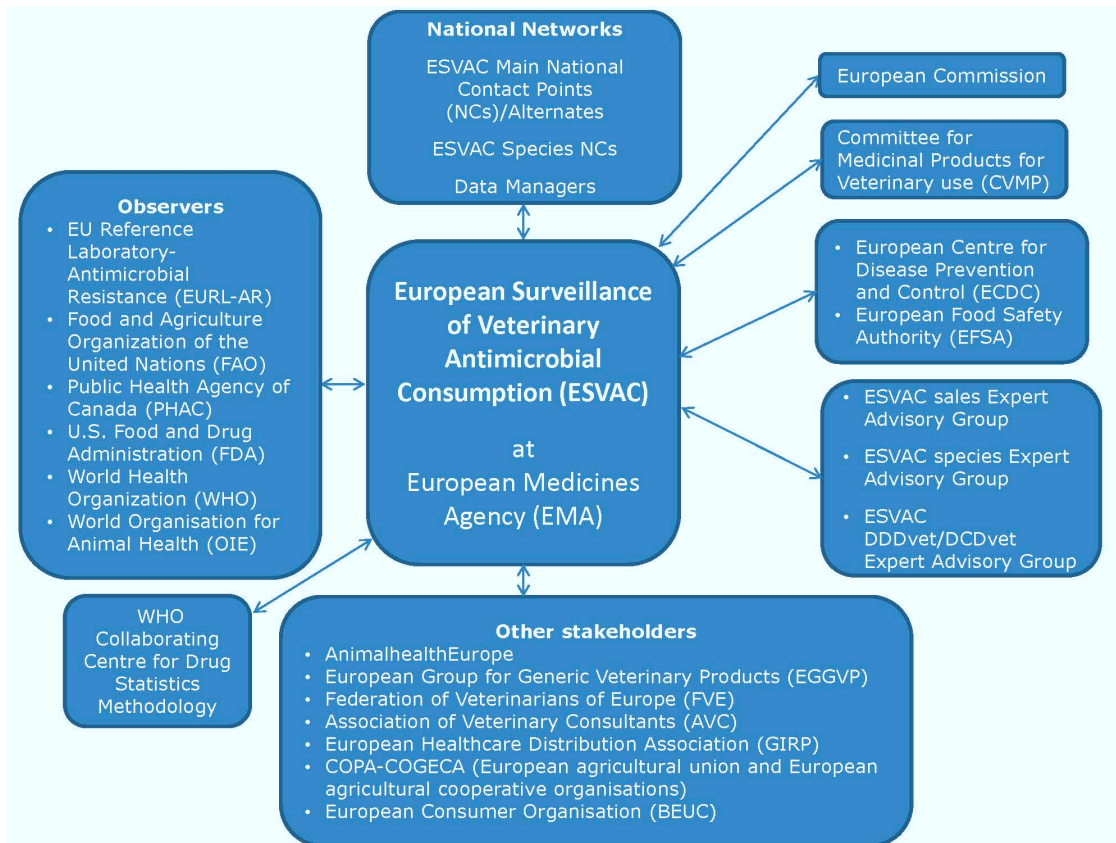 National Networks
ESVAC Main National
Contact Points
(NCs)/Alternates
ESVAC Species NCs
Data Managers
European Commission
Committee for
Medicinal Products for
Veterinary use (CVMP)
Observers
• EU Reference
Laboratory-
Antimicrobial
Resistance (EURL-AR)
• Food and Agriculture
Organization of the
United Nations (FAO)
• Public Health Agency of
Canada (PHAC)
• U.S. Food and Drug
Administration (FDA)
• World Health
Organization (WHO)
• World Organisation for
Animal Health (OIE)
European Surveillance
of Veterinary
Antimicrobial
Consumption (ESVAC)
at
European Medicines
Agency (EMA)
• European Centre for
Disease Prevention
and Control (ECDC)
• European Food Safety
Authority (EFSA)
• ESVAC sales Expert
Advisory Group
• ESVAC species Expert
Advisory Group
• ESVAC
DDDvet/DCDvet
Expert Advisory Group
WHO
Collaborating
Centre for Drug
Statistics
Methodology
Other stakeholders
• AnimalhealthEurope
• European Group for Generic Veterinary Products (EGGVP)
• Federation of Veterinarians of Europe (FVE)
• Association of Veterinary Consultants (AVC)
• European Healthcare Distribution Association (GIRP)
• COPA-COGECA (European agricultural union and European
agricultural cooperative organisations)
• European Consumer Organisation (BEUC)